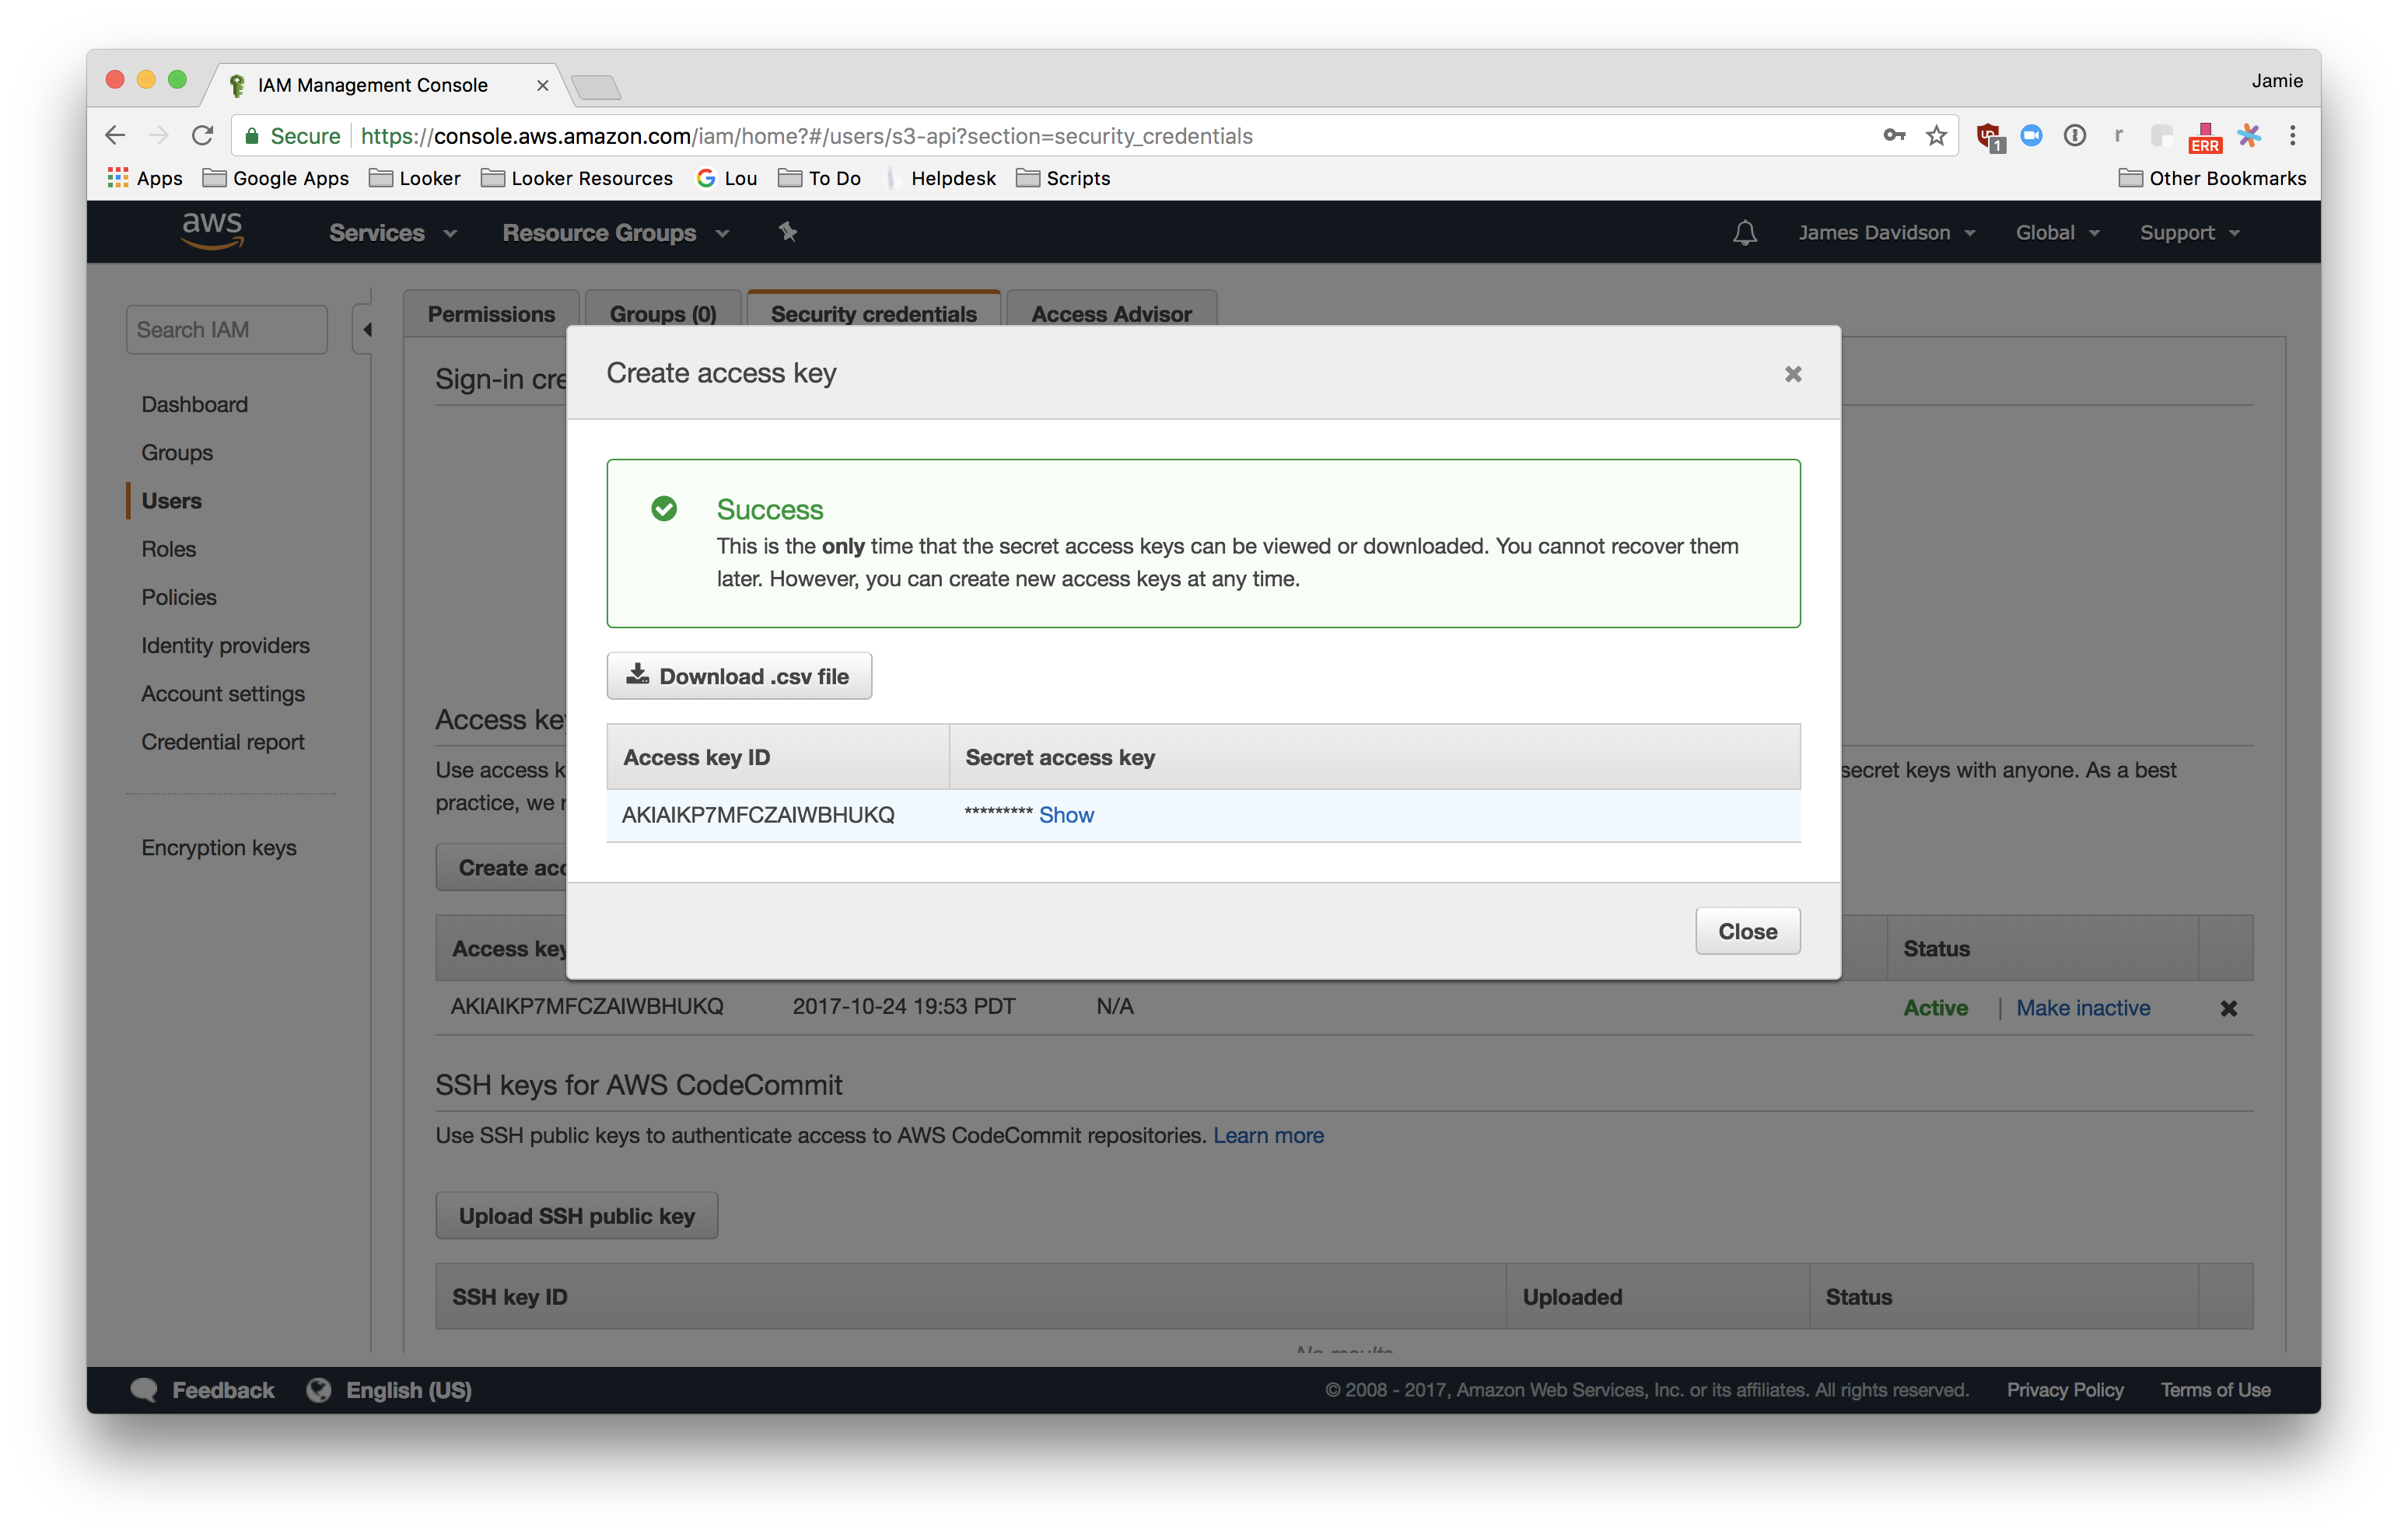 IAM Management Console
Jamie
Secure https://console.aws.amazon.com/iam/home?#/users/s3-api?section=security_credentials
1
r
ERR
Apps Google Apps Looker Looker Resources G Lou To Do Helpdesk Scripts Other Bookmarks
aws Services Resource Groups James Davidson Global Support
Search IAM
Dashboard
Groups
Users
Roles
Policies
Identity providers
Account settings
Credential report
Encryption keys
Permissions Groups (0) Security credentials Access Advisor
Sign-in cre
Create access key
Success
This is the only time that the secret access keys can be viewed or downloaded. You cannot recover them
later. However, you can create new access keys at any time.
Download .csv file
Access key ID Secret access key
AKIAIKP7MFCZAIWBHUKQ ********* Show
Close
Access key
Use access k secret keys with anyone. As a best
practice, we r
Create acc
Access key Status
AKIAIKP7MFCZAIWBHUKQ 2017-10-24 19:53 PDT N/A Active | Make inactive
SSH keys for AWS CodeCommit
Use SSH public keys to authenticate access to AWS CodeCommit repositories. Learn more
Upload SSH public key
SSH key ID Uploaded Status
No results
Feedback English (US) © 2008 - 2017, Amazon Web Services, Inc. or its affiliates. All rights reserved. Privacy Policy Terms of Use